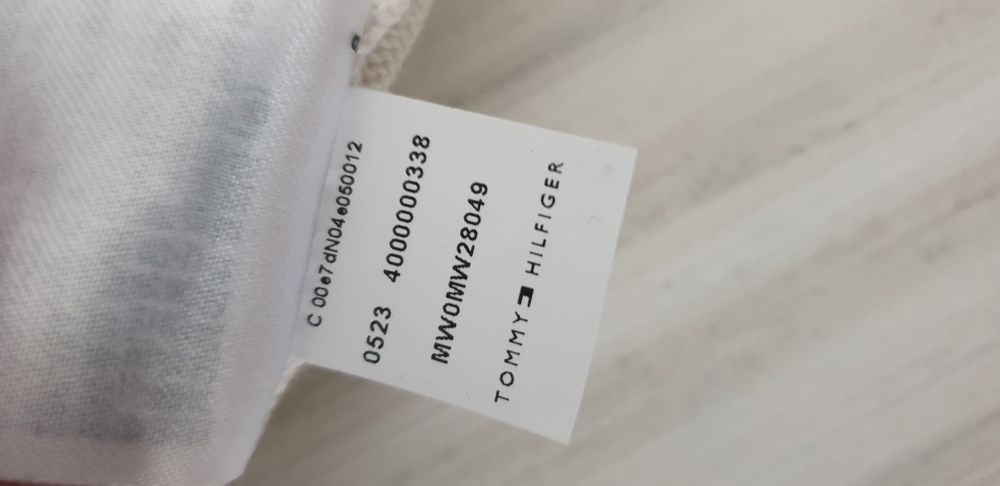 C 00e7dN04e050012
0523 4000000338
MW0MW28049
TOMMY HILFIGER